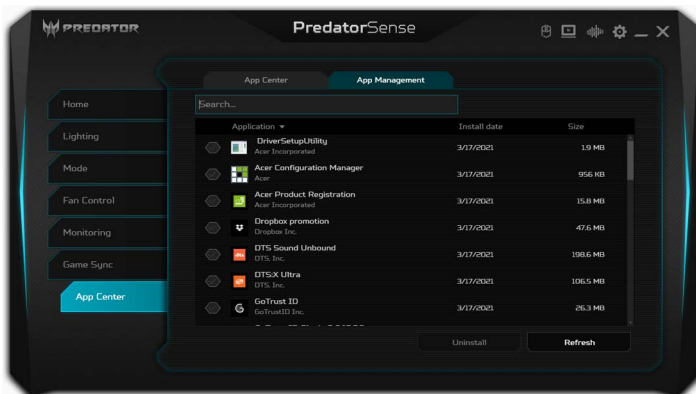 PREDATOR
PredatorSense
App Center
App Management
Home
Lighting
Mode
Fan Control
Monitoring
Game Sync
App Center
Search...
Application
Install date
Size
DriverSetupUtility
Acer Incorporated
3/17/2021
1.9 MB
Acer Configuration Manager
Acer
3/17/2021
956 KB
Acer Product Registration
Acer Incorporated
3/17/2021
15.8 MB
Dropbox promotion
Dropbox Inc.
3/17/2021
47.6 MB
dts
DTS Sound Unbound
DTS, Inc.
3/17/2021
198.6 MB
DTS:X Ultra
DTS, Inc.
3/17/2021
106.5 MB
G
GoTrust ID
GoTrustID Inc.
3/17/2021
26.3 MB
Uninstall
Refresh